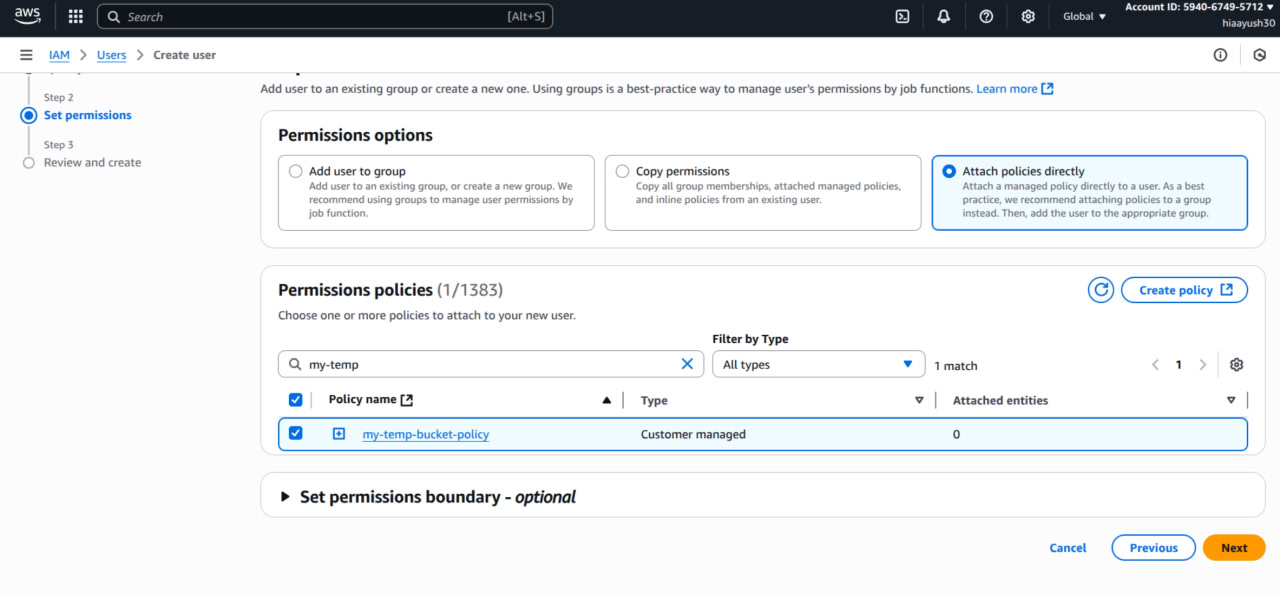 aws
Search
[Alt+S]
Global
Account ID: 5940-6749-5712
hiaayush30
IAM
Users
Create user
Step 2
Set permissions
Step 3
Review and create
Add user to an existing group or create a new one. Using groups is a best-practice way to manage user's permissions by job functions. Learn more
Permissions options
Add user to group
Add user to an existing group, or create a new group. We
recommend using groups to manage user permissions by
job function.
Copy permissions
Copy all group memberships, attached managed policies,
and inline policies from an existing user.
Attach policies directly
Attach a managed policy directly to a user. As a best
practice, we recommend attaching policies to a group
instead. Then, add the user to the appropriate group.
Permissions policies (1/1383)
Create policy
Choose one or more policies to attach to your new user.
Filter by Type
my-temp
All types
1 match
1
Policy name
Type
Attached entities
my-temp-bucket-policy
Customer managed
0
Set permissions boundary - optional
Cancel
Previous
Next